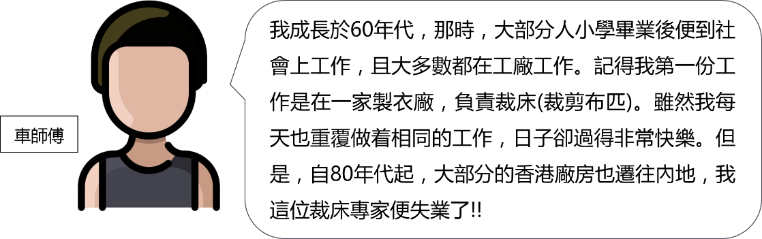 車師傅
我成長於60年代，那時，大部分人小學畢業後便到社
會上工作，且大多數都在工廠工作。記得我第一份工
作是在一家製衣廠，負責裁床(裁剪布匹)。雖然我每
天也重覆做着相同的工作，日子卻過得非常快樂。但
是，自80年代起，大部分的香港廠房也遷往內地，我
這位裁床專家便失業了!!